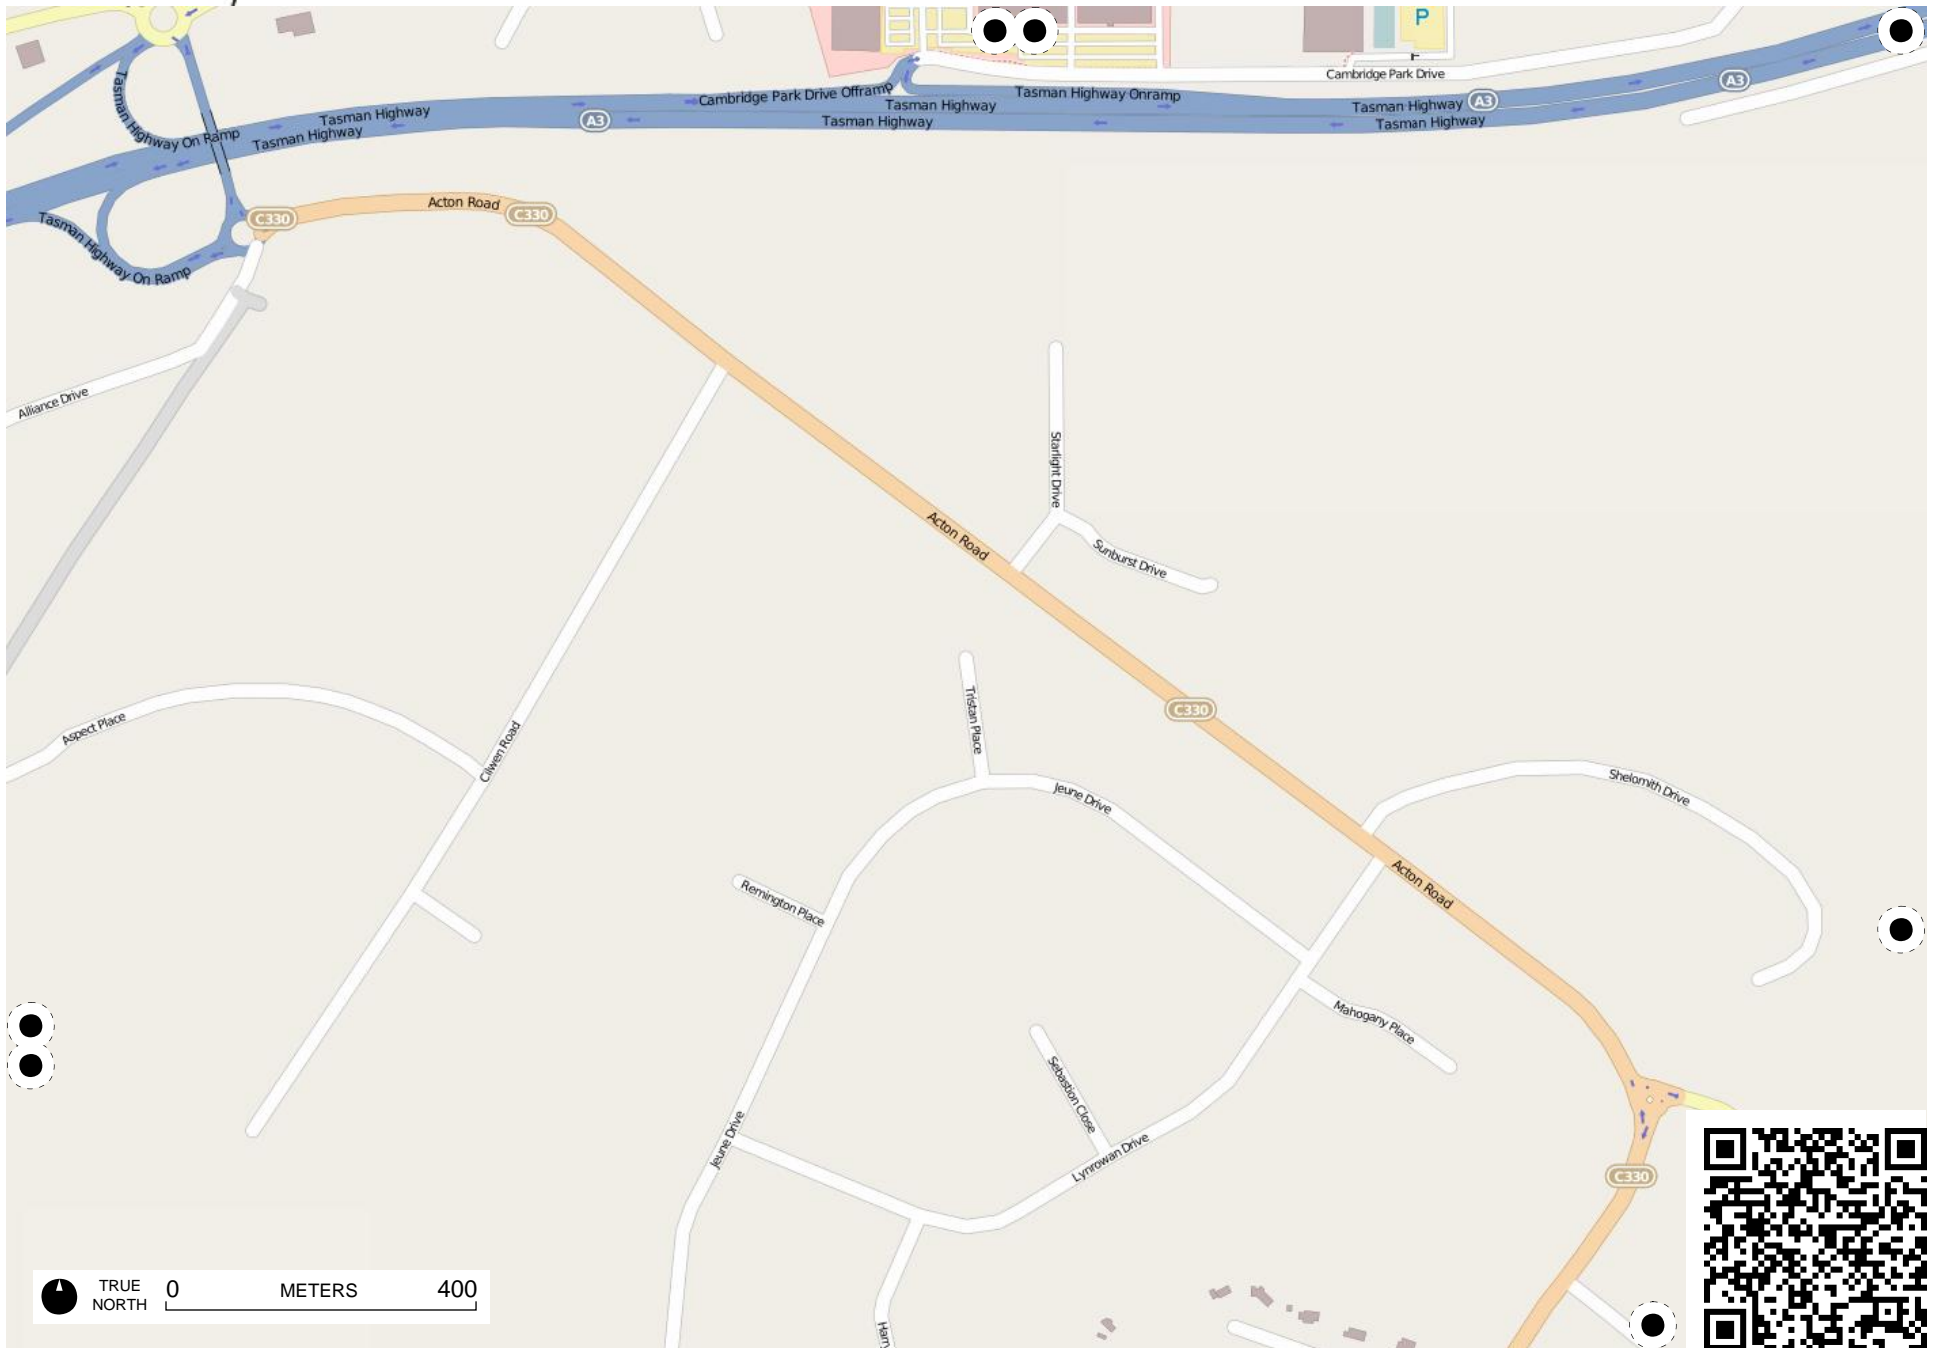 P
Cambridge Park Drive
A3
Tasman Highway On Ramp
Tasman Highway
Tasman Highway
A3
Cambridge Park Drive Offramp
Tasman Highway
Tasman Highway
Tasman Highway Onramp
Tasman Highway
A3
Tasman Highway
Tasman Highway On Ramp
C330
Acton Road
C330
Alliance Drive
Starlight Drive
Acton Road
Sunburst Drive
Aspect Place
Cilwen Road
Tristan Place
C330
Jeune Drive
Shelomith Drive
Remington Place
Acton Road
Mahogany Place
Sebastion Close
Jeune Drive
Lynrowan Drive
C330
TRUE
NORTH
0 METERS 400